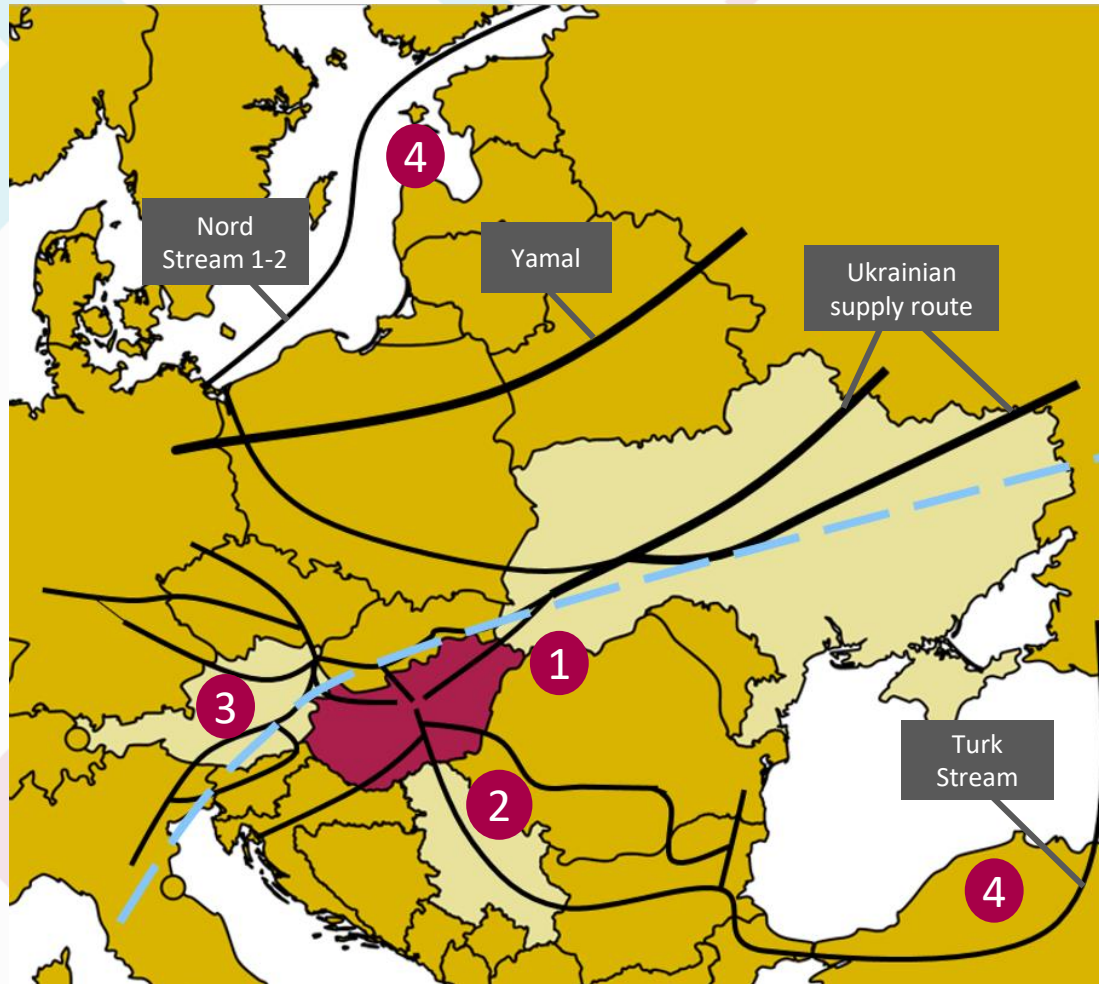 4
Nord
Stream 1-2
Yamal
Ukrainian
supply route
1
3
2
Turk
Stream
4